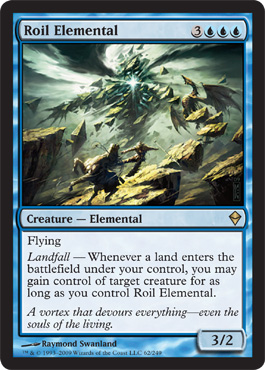 Roil Elemental 3
Creature — Elemental
Flying
Landfall — Whenever a land enters the
battlefield under your control, you may
gain control of target creature for as
long as you control Roil Elemental.
A vortex that devours everything—even the
souls of the living.
3/2
Raymond Swanland
™ & © 1993–2009 Wizards of the Coast LLC 62/249